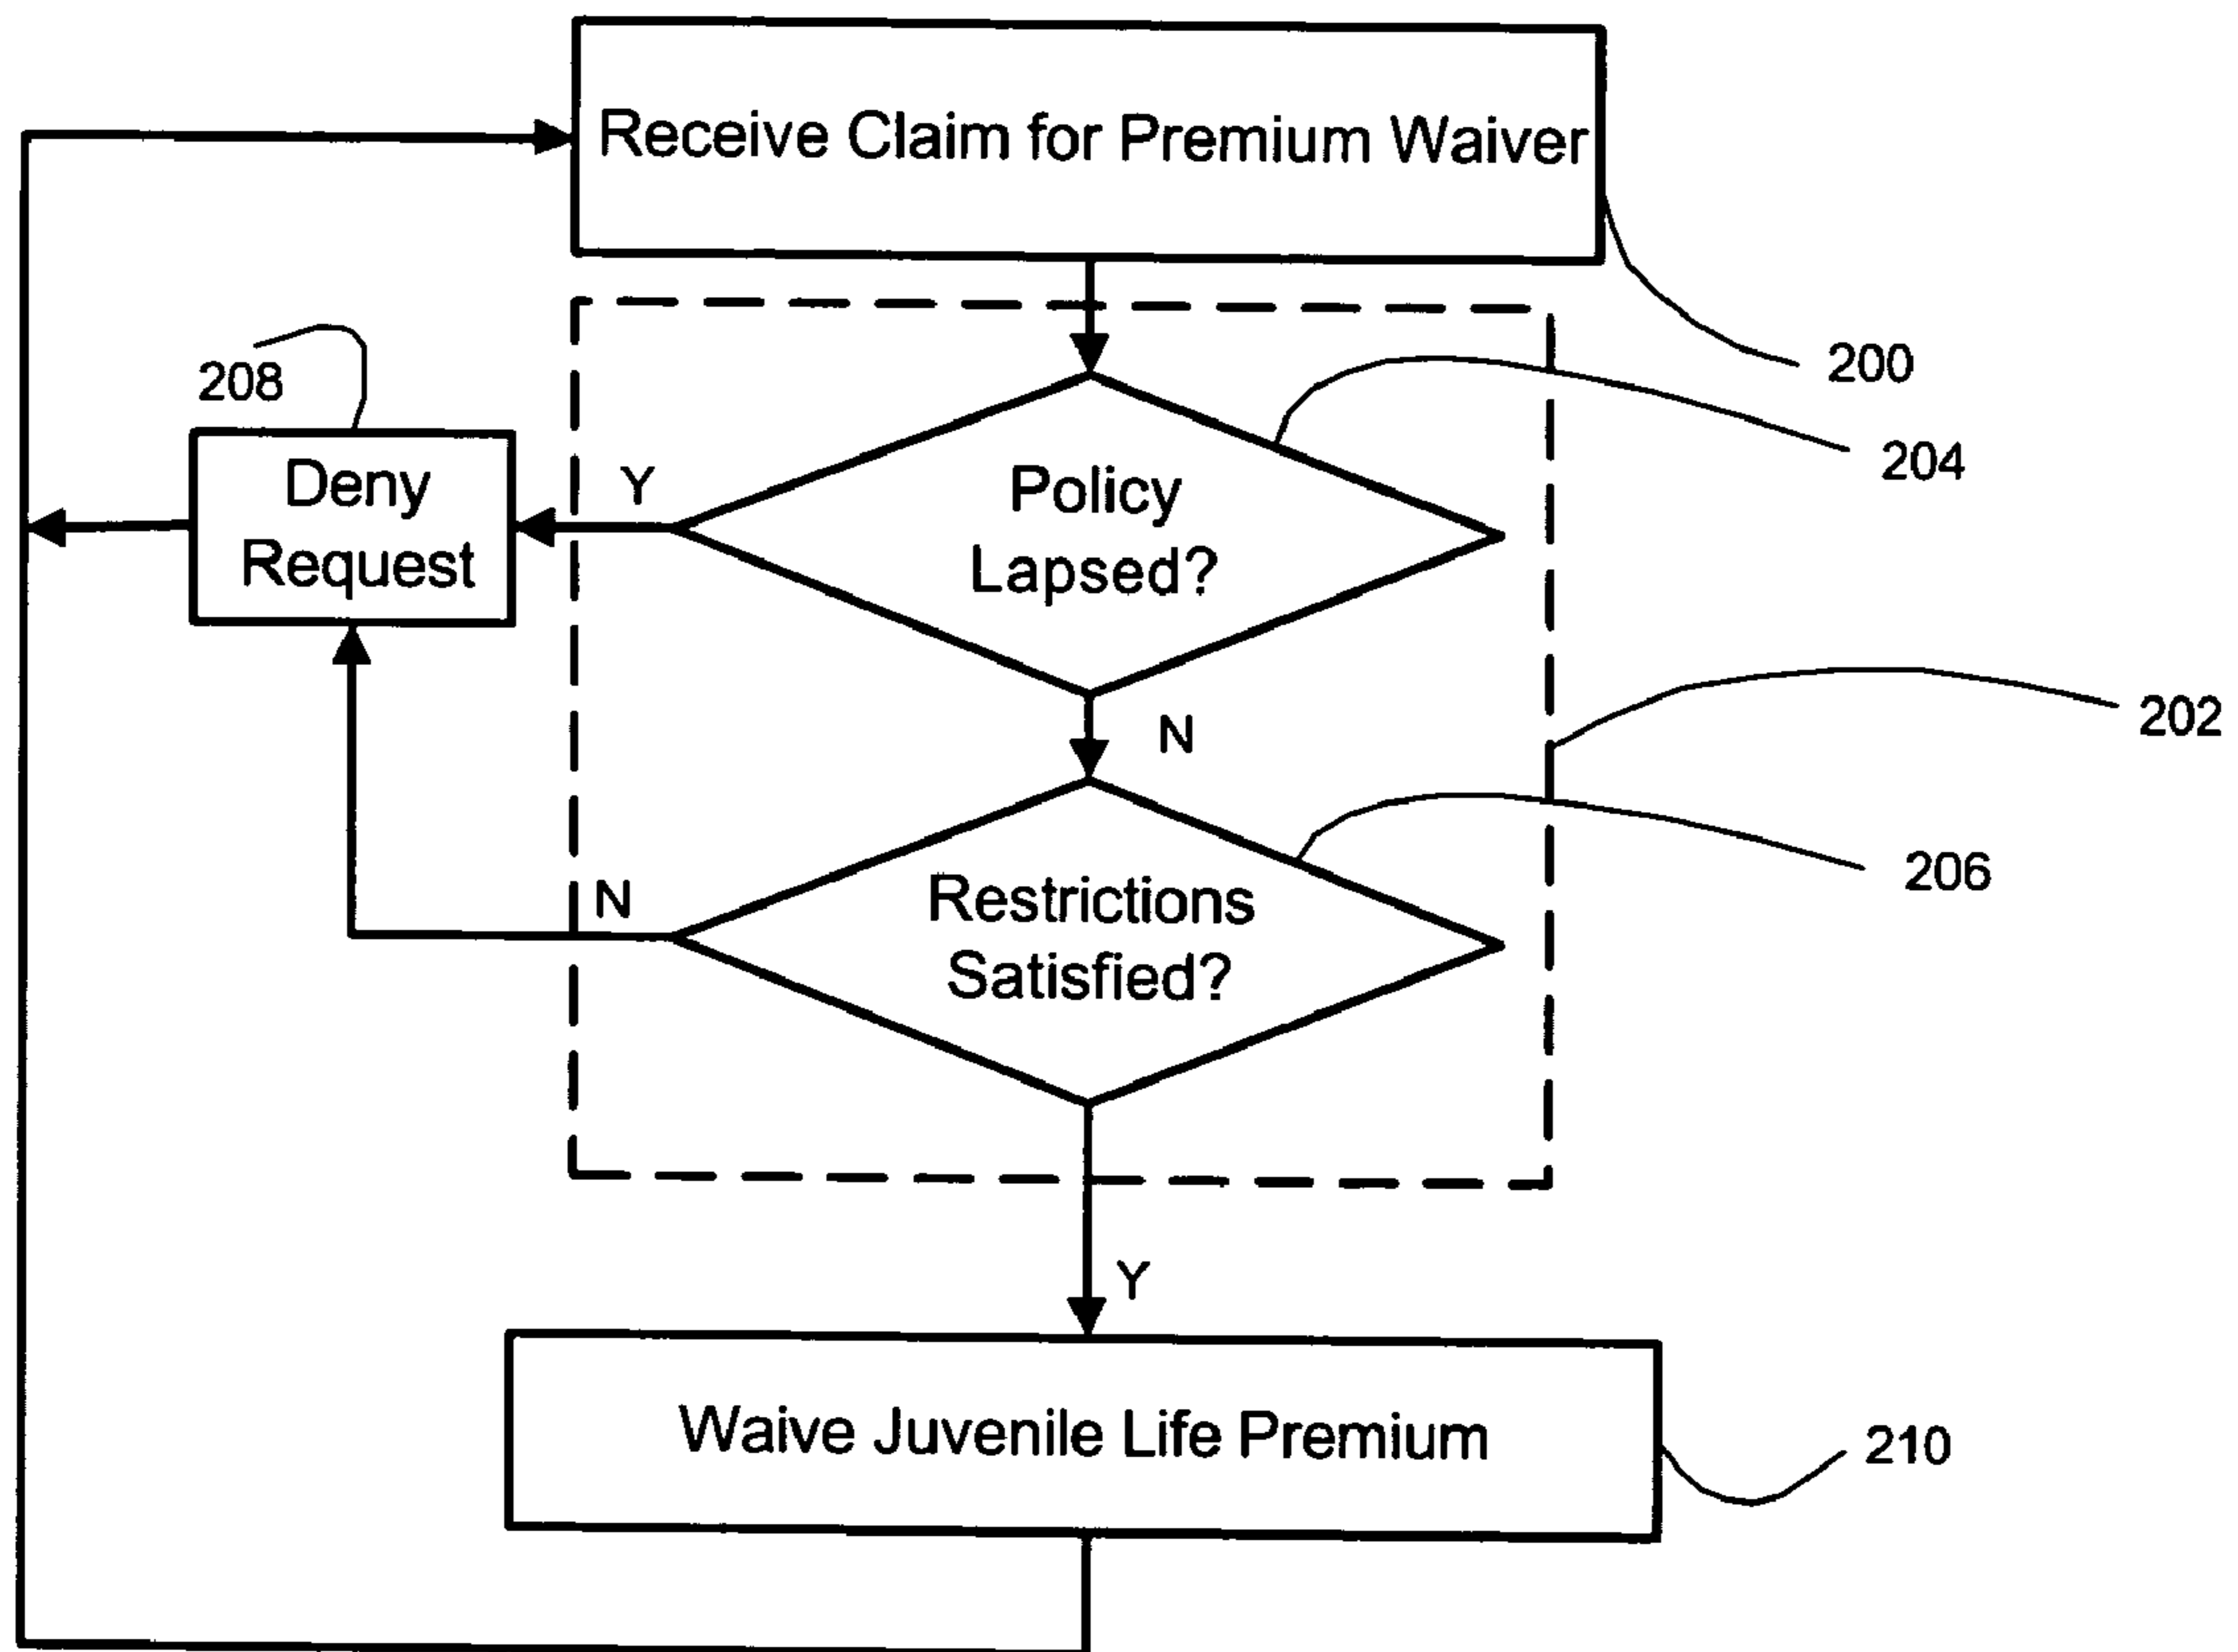 Receive Claim for Premium Waiver
200
208
204
Y
Policy
Lapsed?
Deny
Request
202
N
206
N
Restrictions
Satisfied?
Y
Waive Juvenile Life Premium
210